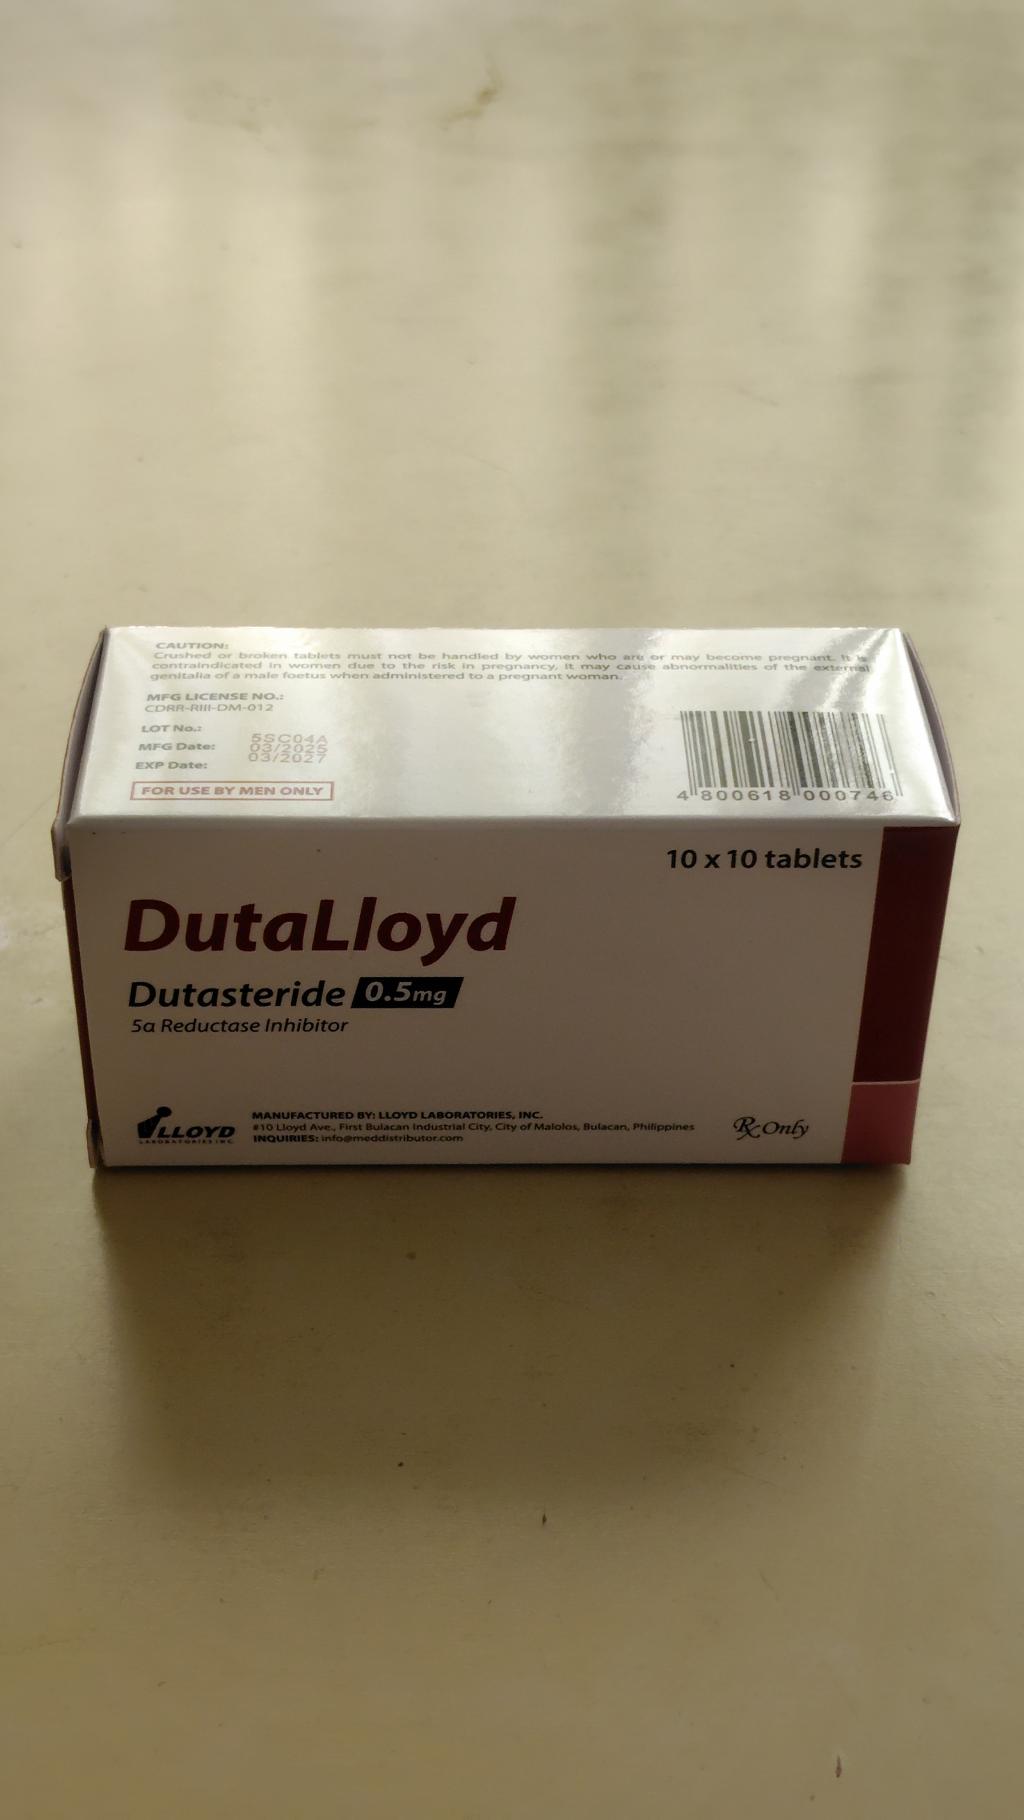 CAUTION:
Crushed or broken tablets must not be handled by women who are or may become pregnant. It is
contraindicated in women due to the risk in pregnancy, It may cause abnormalities of the external
genitalia of a male foetus when administered to a pregnant woman.
MFG LICENSE NO.:
CDRR-RIII-DM-012
LOT No.: 5SC04A
MFG Date: 03/2025
EXP Date: 03/2027
FOR USE BY MEN ONLY
4 800618 000746
10 x 10 tablets
DutaLloyd
Dutasteride 0.5mg
5α Reductase Inhibitor
LLOYD
LABORATORIES INC.
MANUFACTURED BY: LLOYD LABORATORIES, INC.
#10 Lloyd Ave., First Bulacan Industrial City, City of Malolos, Bulacan, Philippines
INQUIRIES: info@meddistributor.com
Rx Only